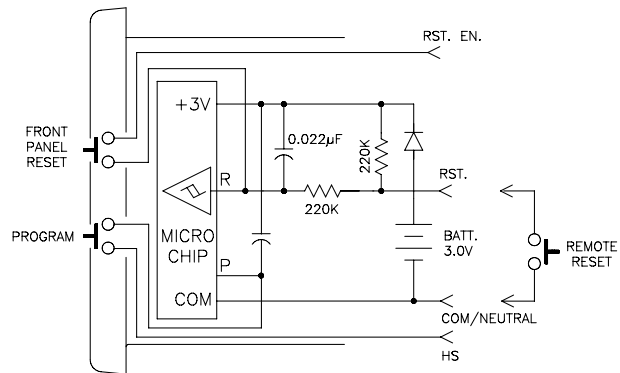 RST. EN.
+3V
FRONT
PANEL
RESET
0.022µF
220K
R
RST.
220K
PROGRAM
MICRO
CHIP
BATT.
3.0V
REMOTE
RESET
P
COM
COM/NEUTRAL
HS